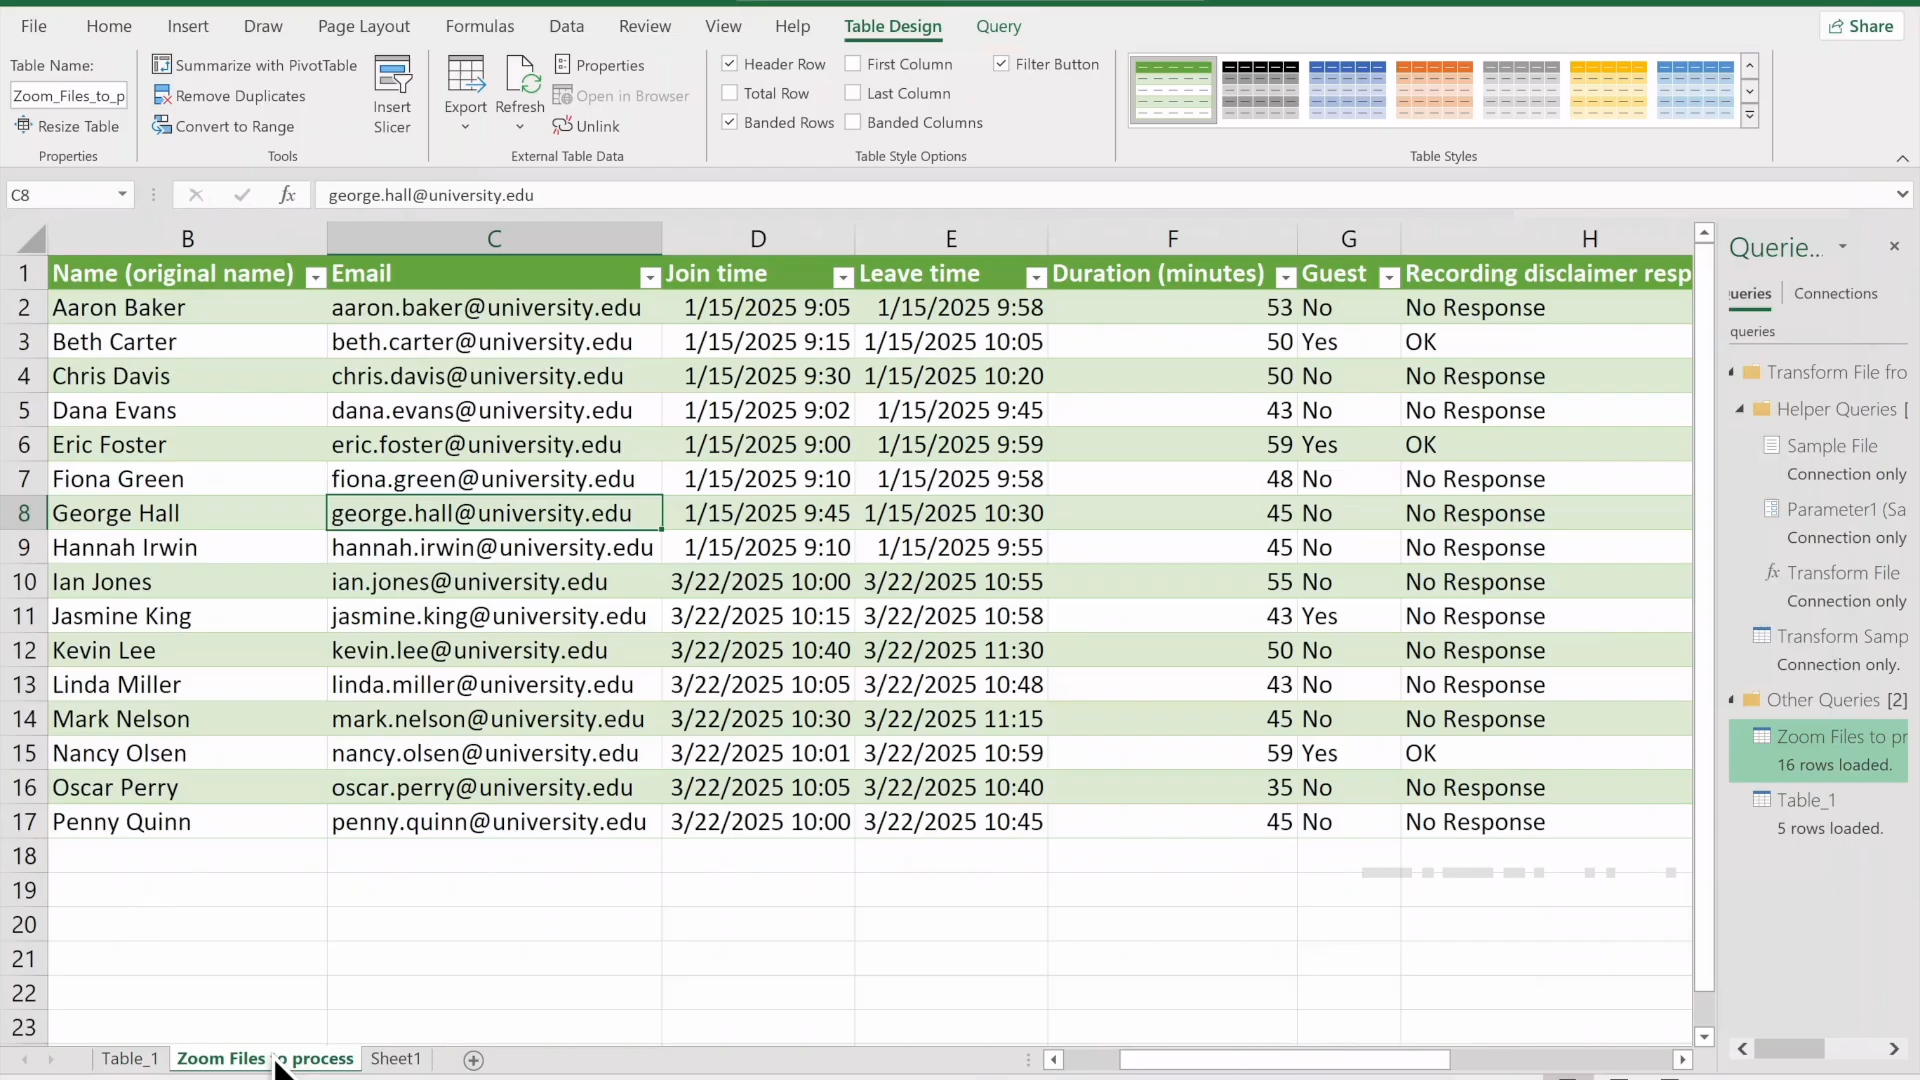 File Home Insert Draw Page Layout Formulas Data Review View Help Table Design Query Share
Table Name:
Zoom_Files_to_p
Resize Table
Properties
Summarize with PivotTable
Remove Duplicates
Convert to Range
Tools
Insert
Slicer
Export
Refresh
Properties
Open in Browser
Unlink
External Table Data
Header Row First Column Filter Button
Total Row Last Column
Banded Rows Banded Columns
Table Style Options
Table Styles
C8 fx george.hall@university.edu
B C D E F G H
1 Name (original name) Email Join time Leave time Duration (minutes) Guest Recording disclaimer resp
2 Aaron Baker aaron.baker@university.edu 1/15/2025 9:05 1/15/2025 9:58 53 No No Response
3 Beth Carter beth.carter@university.edu 1/15/2025 9:15 1/15/2025 10:05 50 Yes OK
4 Chris Davis chris.davis@university.edu 1/15/2025 9:30 1/15/2025 10:20 50 No No Response
5 Dana Evans dana.evans@university.edu 1/15/2025 9:02 1/15/2025 9:45 43 No No Response
6 Eric Foster eric.foster@university.edu 1/15/2025 9:00 1/15/2025 9:59 59 Yes OK
7 Fiona Green fiona.green@university.edu 1/15/2025 9:10 1/15/2025 9:58 48 No No Response
8 George Hall george.hall@university.edu 1/15/2025 9:45 1/15/2025 10:30 45 No No Response
9 Hannah Irwin hannah.irwin@university.edu 1/15/2025 9:10 1/15/2025 9:55 45 No No Response
10 Ian Jones ian.jones@university.edu 3/22/2025 10:00 3/22/2025 10:55 55 No No Response
11 Jasmine King jasmine.king@university.edu 3/22/2025 10:15 3/22/2025 10:58 43 Yes No Response
12 Kevin Lee kevin.lee@university.edu 3/22/2025 10:40 3/22/2025 11:30 50 No No Response
13 Linda Miller linda.miller@university.edu 3/22/2025 10:05 3/22/2025 10:48 43 No No Response
14 Mark Nelson mark.nelson@university.edu 3/22/2025 10:30 3/22/2025 11:15 45 No No Response
15 Nancy Olsen nancy.olsen@university.edu 3/22/2025 10:01 3/22/2025 10:59 59 Yes OK
16 Oscar Perry oscar.perry@university.edu 3/22/2025 10:05 3/22/2025 10:40 35 No No Response
17 Penny Quinn penny.quinn@university.edu 3/22/2025 10:00 3/22/2025 10:45 45 No No Response
18
19
20
21
22
23
Querie...
ueries Connections
queries
Transform File fro
Helper Queries [
Sample File
Connection only
Parameter1 (Sa
Connection only
fx Transform File
Connection only
Transform Samp
Connection only.
Other Queries [2]
Zoom Files to pr
16 rows loaded.
Table_1
5 rows loaded.
Table_1 Zoom Files to process Sheet1